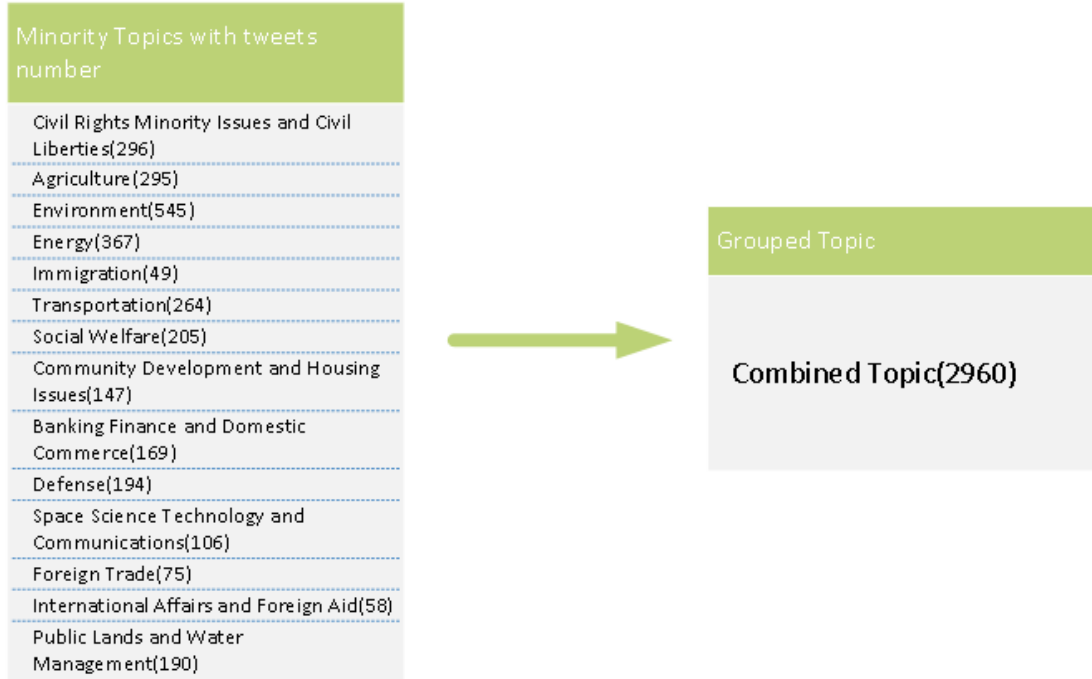 Minority Topics with tweets
number
Civil Rights Minority Issues and Civil
Liberties(296)
Agriculture(295)
Environment(545)
Energy(367)
Immigration(49)
Transportation(264)
Social Welfare(205)
Community Development and Housing
Issues(147)
Banking Finance and Domestic
Commerce(169)
Defense(194)
Space Science Technology and
Communications(106)
Foreign Trade(75)
International Affairs and Foreign Aid(58)
Public Lands and Water
Management(190)
Grouped Topic
Combined Topic(2960)